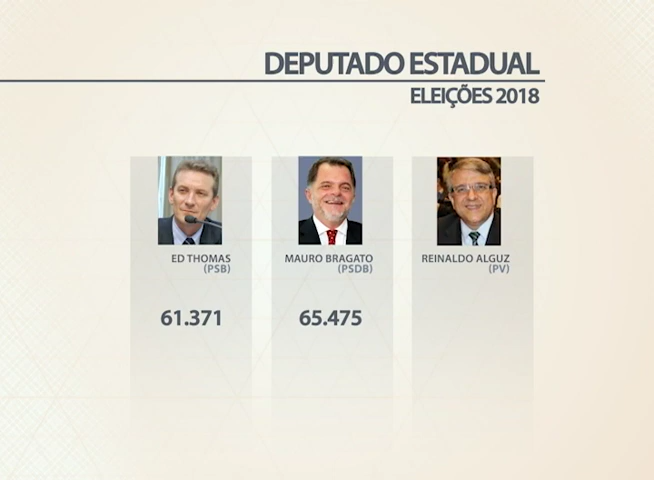 DEPUTADO ESTADUAL
ELEIÇÕES 2018
ED THOMAS
(PSB)
61.371
MAURO BRAGATO
(PSDB)
65.475
REINALDO ALGUZ
(PV)